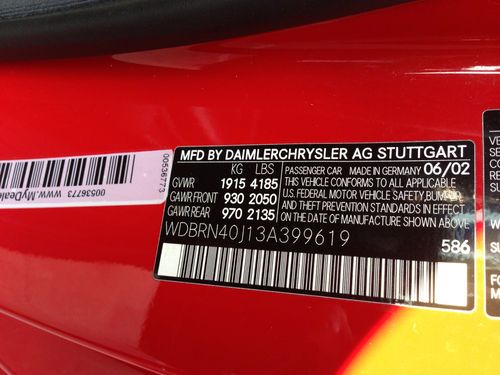 MFD BY DAIMLERCHRYSLER AG STUTTGART
KG LBS
GVWR 1915 4185
GAWR FRONT 930 2050
GAWR REAR 970 2135
PASSENGER CAR MADE IN GERMANY 06/02
THIS VEHICLE CONFORMS TO ALL APPLICABLE
U.S. FEDERAL MOTOR VEHICLE SAFETY, BUMPER,
AND THEFT PREVENTION STANDARDS IN EFFECT
ON THE DATE OF MANUFACTURE SHOWN ABOVE
WDBRN40J13A399619
586
00536773
00536773 www.MyDeale